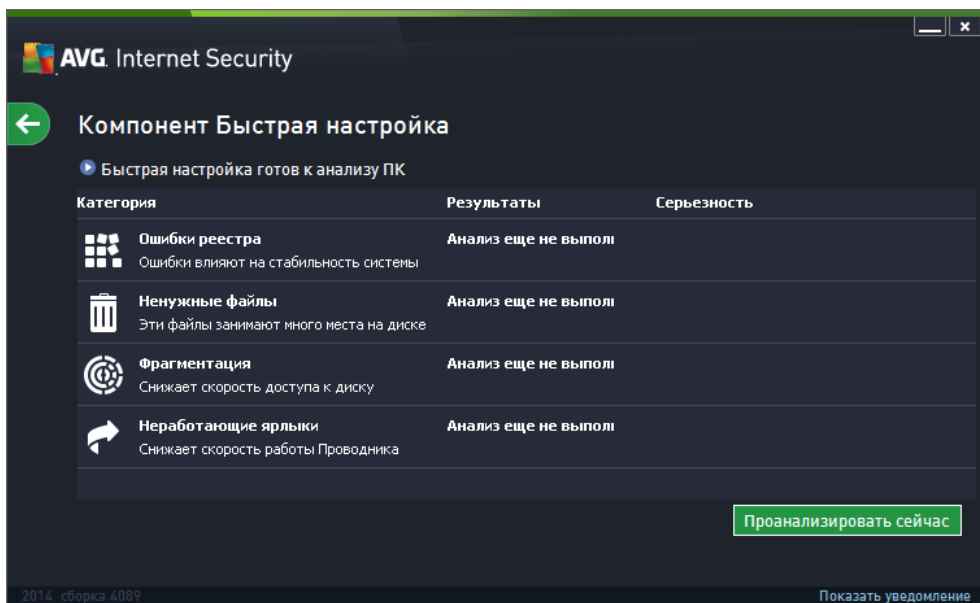 AVG. Internet Security
Компонент Быстрая настройка
Быстрая настройка готов к анализу ПК
Категория Результаты Серьезность
Ошибки реестра Анализ еще не выполн
Ошибки влияют на стабильность системы
Ненужные файлы Анализ еще не выполн
Эти файлы занимают много места на диске
Фрагментация Анализ еще не выполн
Снижает скорость доступа к диску
Неработающие ярлыки Анализ еще не выполн
Снижает скорость работы Проводника
Проанализировать сейчас
2014 сборка 4089 Показать уведомление